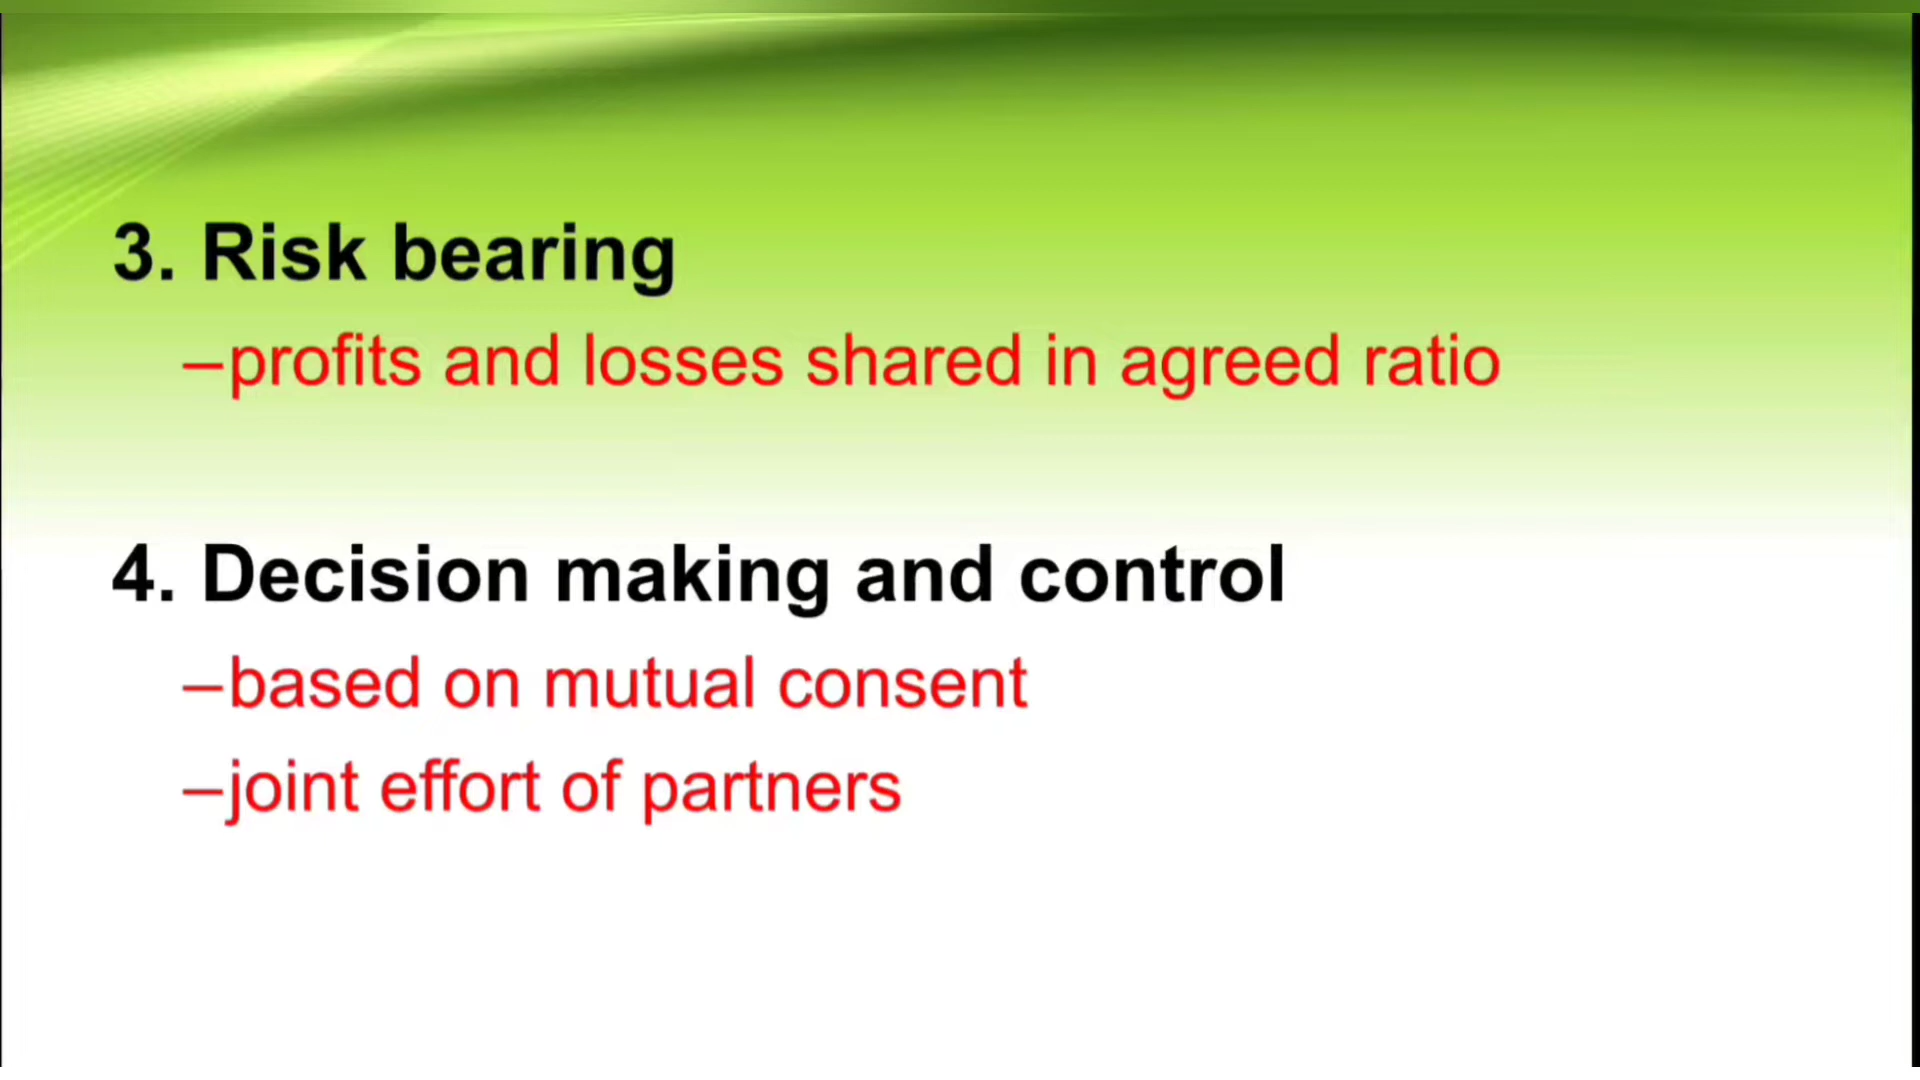 3. Risk bearing
–profits and losses shared in agreed ratio
4. Decision making and control
–based on mutual consent
–joint effort of partners